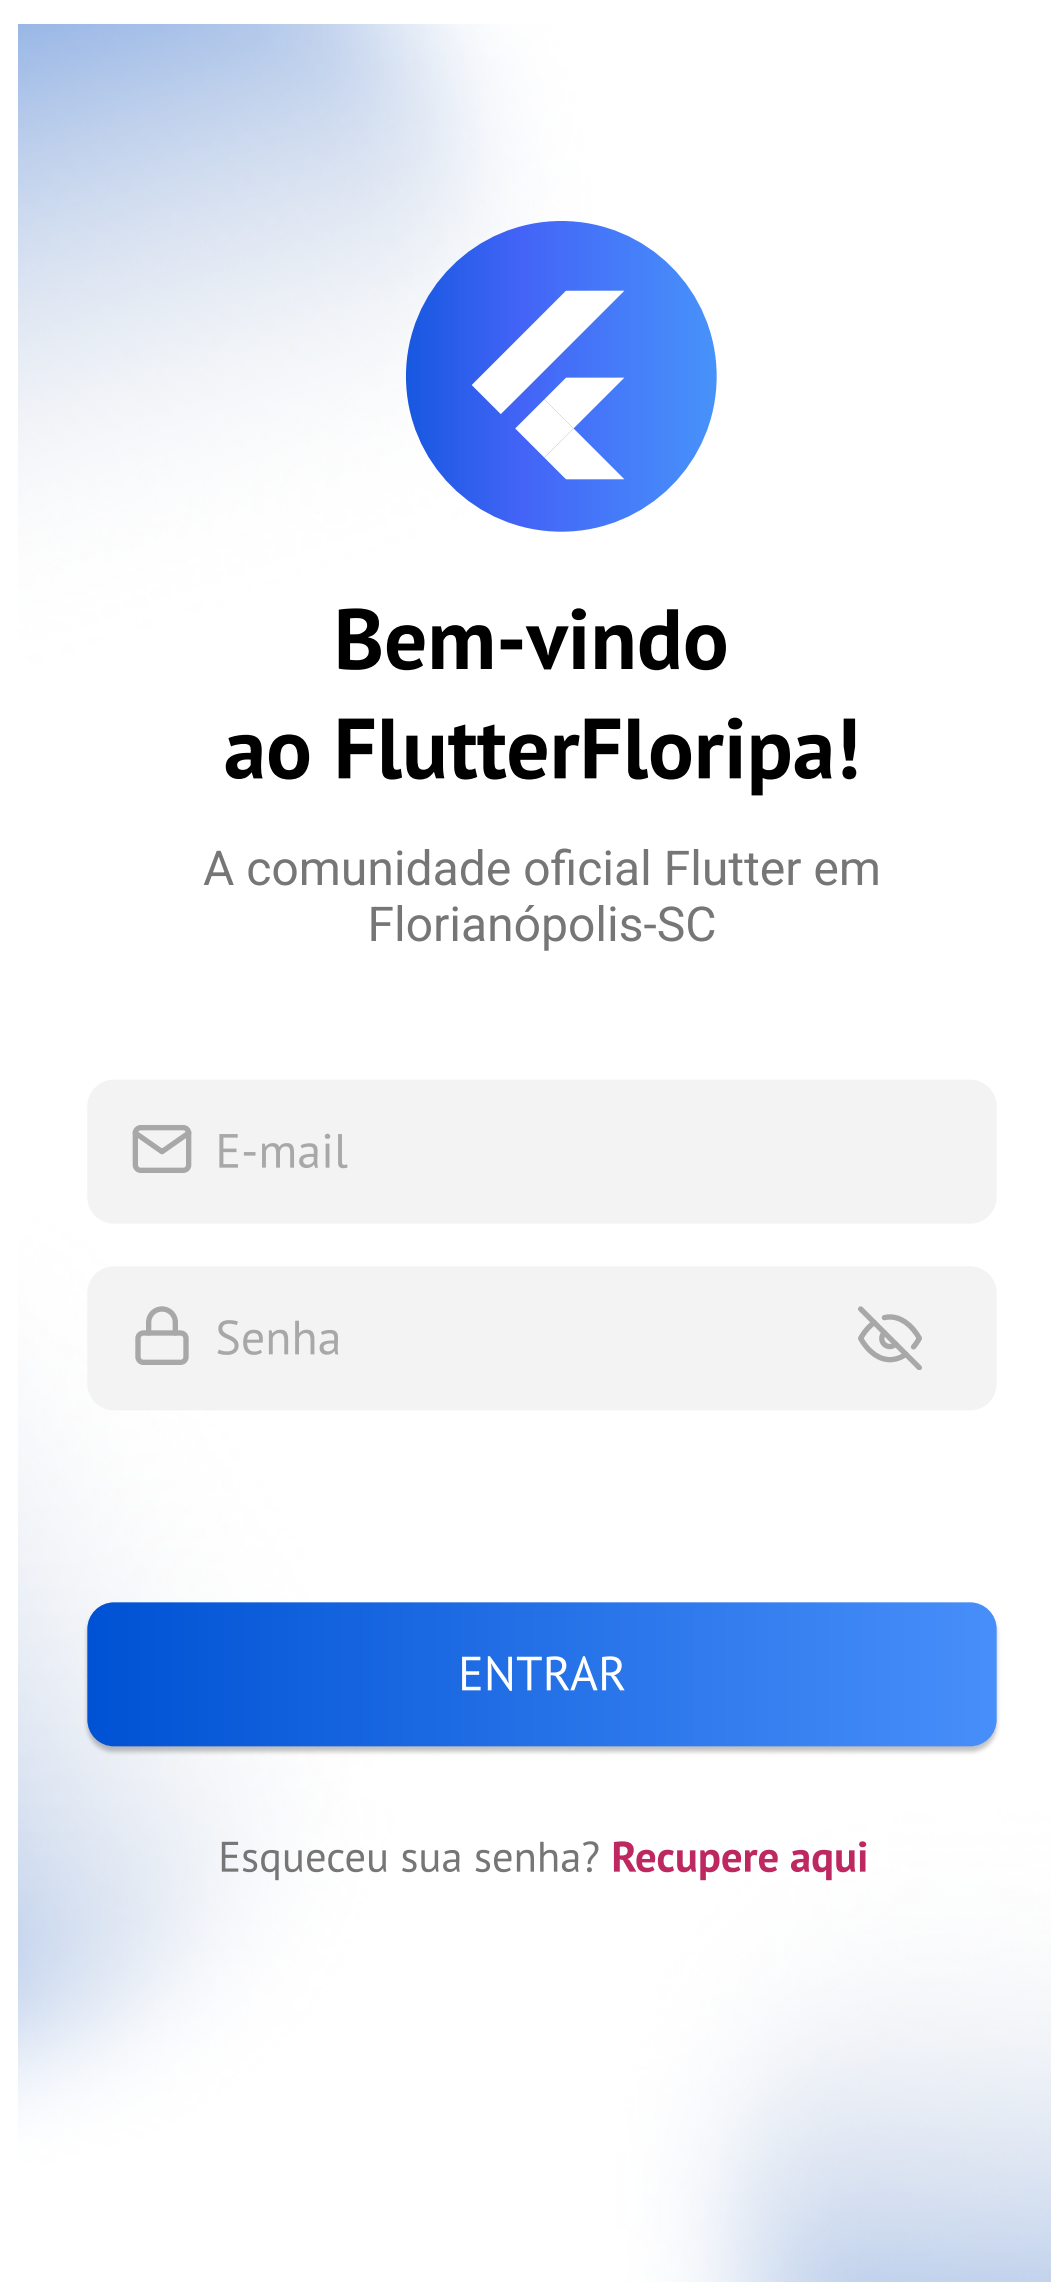 Bem-vindo
ao FlutterFloripa!
A comunidade oficial Flutter em
Florianópolis-SC
E-mail
Senha
ENTRAR
Esqueceu sua senha? Recupere aqui